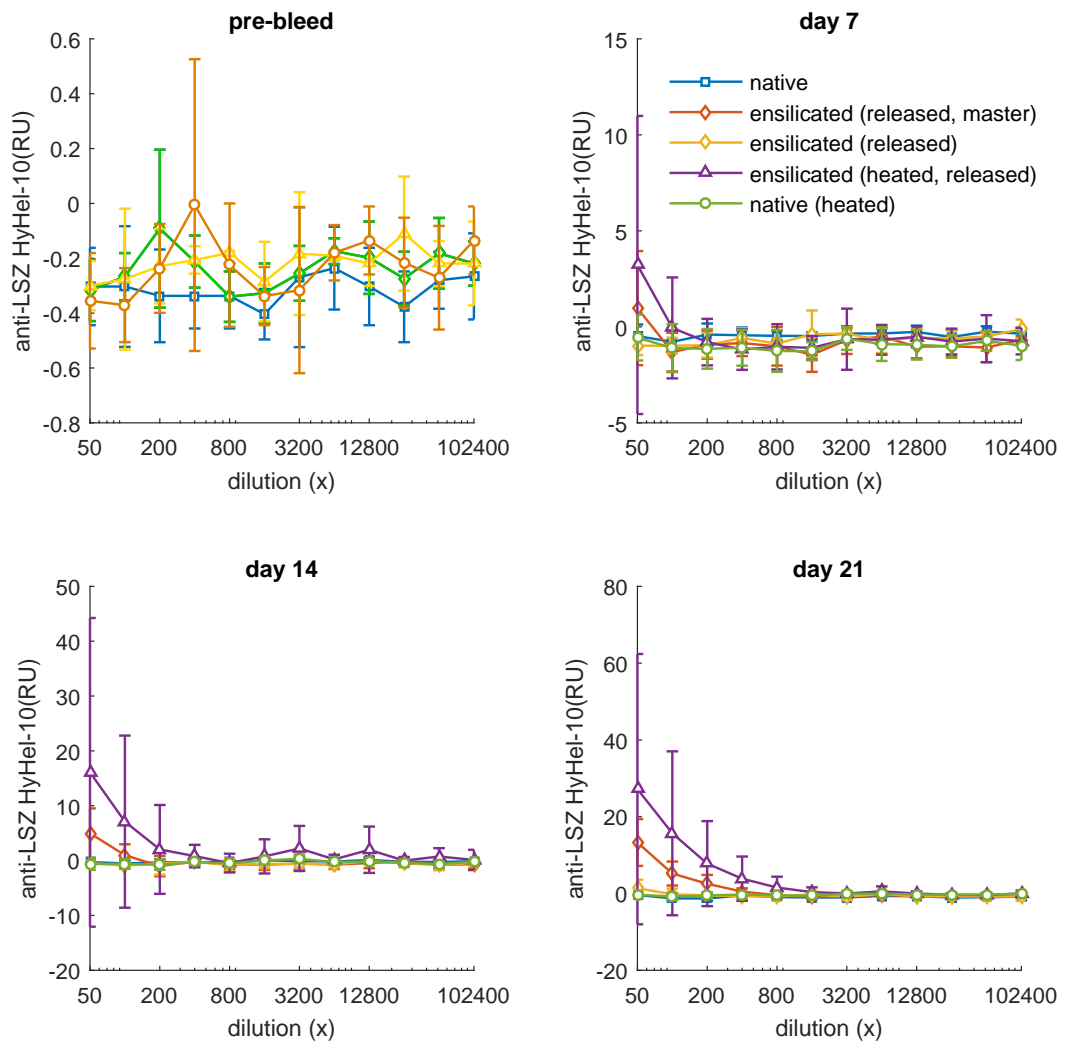 pre-bleed
0.6
0.4
0.2
0
-0.2
-0.4
-0.6
-0.8
anti-LSZ HyHel-10(RU)
50 200 800 3200 12800 102400
dilution (x)
day 7
15
10
5
0
-5
anti-LSZ HyHel-10(RU)
native
ensilicated (released, master)
ensilicated (released)
ensilicated (heated, released)
native (heated)
50 200 800 3200 12800 102400
dilution (x)
day 14
50
40
30
20
10
0
-10
-20
anti-LSZ HyHel-10(RU)
50 200 800 3200 12800 102400
dilution (x)
day 21
80
60
40
20
0
-20
anti-LSZ HyHel-10(RU)
50 200 800 3200 12800 102400
dilution (x)